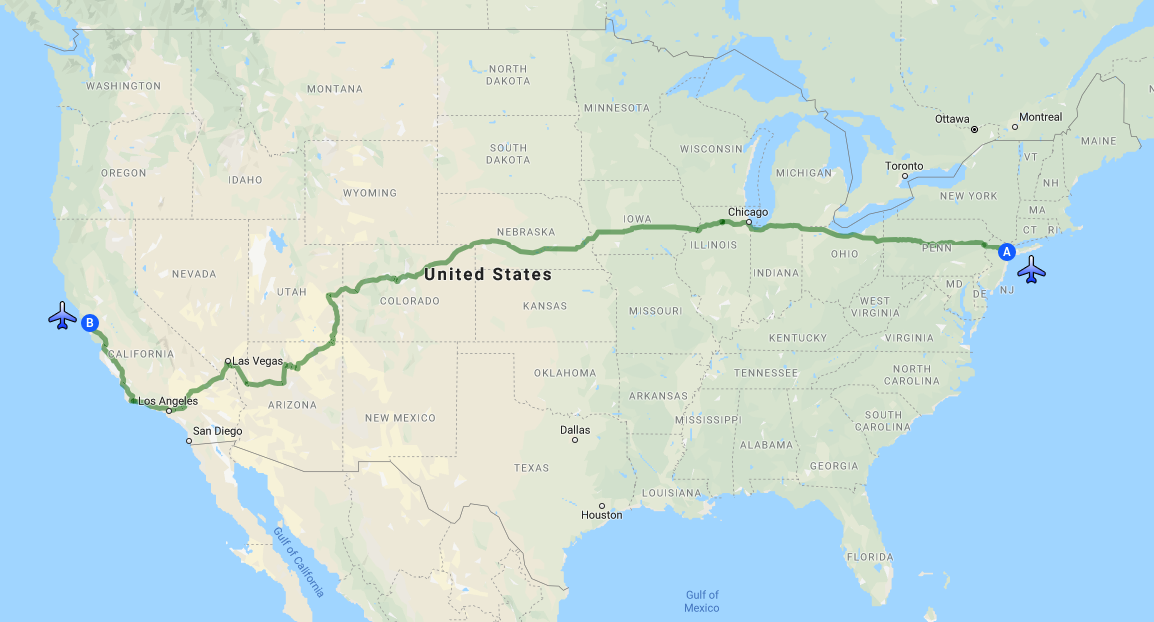 WASHINGTON
MONTANA
NORTH
DAKOTA
MINNESOTA
Ottawa
Montreal
MAINE
OREGON
IDAHO
WYOMING
SOUTH
DAKOTA
WISCONSIN
MICHIGAN
Toronto
VT
NH
NEW YORK
MA
CT
RI
NEVADA
UTAH
COLORADO
NEBRASKA
IOWA
Chicago
ILLINOIS
INDIANA
OHIO
PENN
A
NJ
MD
DE
United States
KANSAS
MISSOURI
WEST
VIRGINIA
KENTUCKY
VIRGINIA
B
CALIFORNIA
Las Vegas
Los Angeles
San Diego
ARIZONA
NEW MEXICO
OKLAHOMA
ARKANSAS
TENNESSEE
NORTH
CAROLINA
SOUTH
CAROLINA
MISSISSIPPI
ALABAMA
GEORGIA
Dallas
TEXAS
LOUISIANA
Houston
FLORIDA
Gulf of California
Gulf of
Mexico